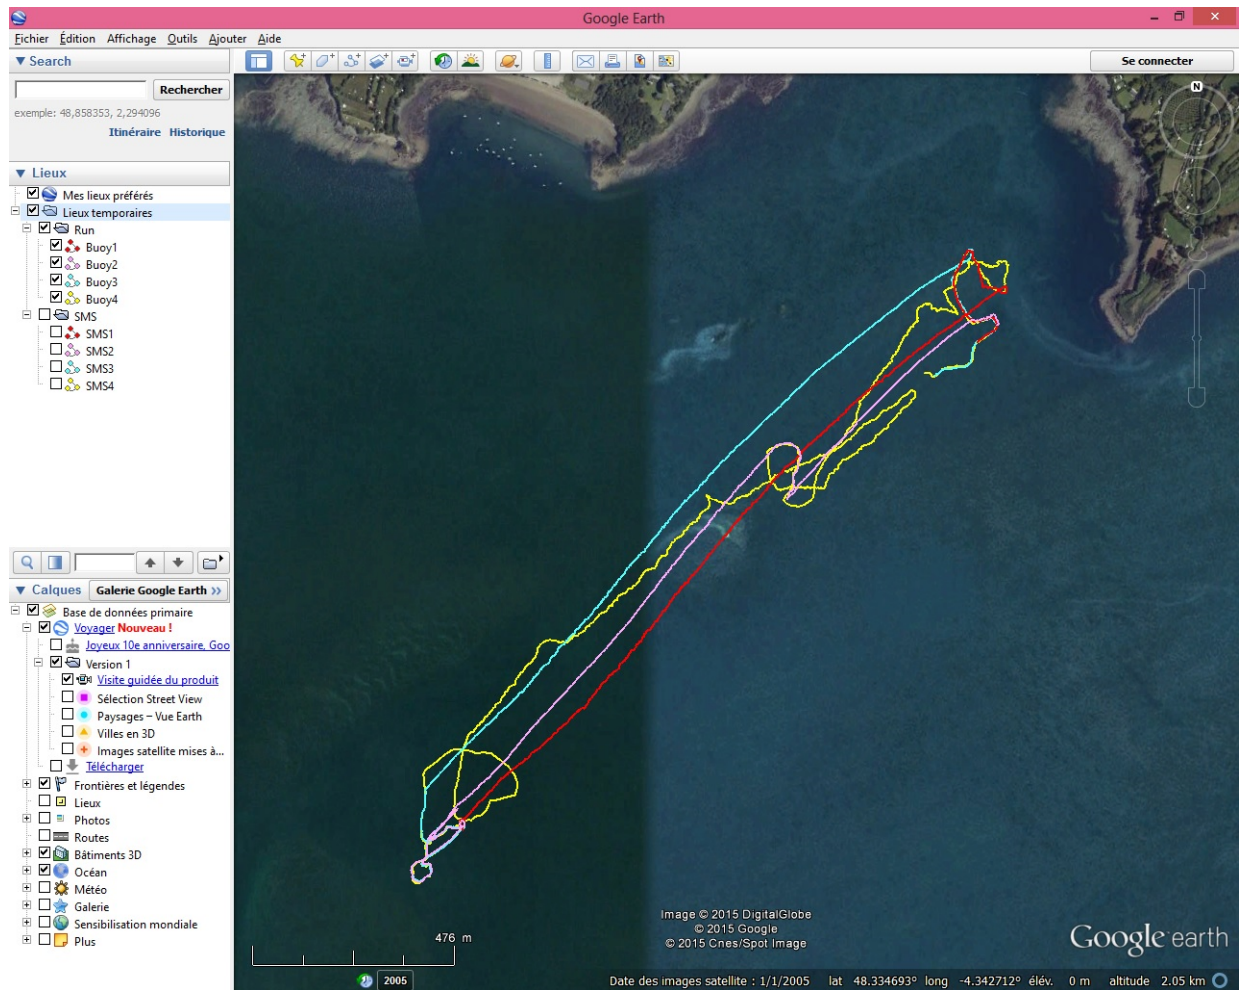 Google Earth
Fichier Édition Affichage Outils Ajouter Aide
Search
Se connecter
Rechercher
exemple: 48,858353, 2,294096
Itinéraire Historique
N
Lieux
Mes lieux préférés
Lieux temporaires
Run
Buoy1
Buoy2
Buoy3
Buoy4
SMS
SMS1
SMS2
SMS3
SMS4
Calques Galerie Google Earth >>
Base de données primaire
Voyager Nouveau !
Joyeux 10e anniversaire, Goo
Version 1
Visite guidée du produit
Sélection Street View
Paysages – Vue Earth
Villes en 3D
Images satellite mises à...
Télécharger
Frontières et légendes
Lieux
Photos
Routes
Bâtiments 3D
Océan
Météo
Galerie
Sensibilisation mondiale
Plus
476 m
Image © 2015 DigitalGlobe
© 2015 Google
© 2015 Cnes/Spot Image
Google earth
2005
Date des images satellite : 1/1/2005 lat 48.334693° long -4.342712° élév. 0 m altitude 2.05 km